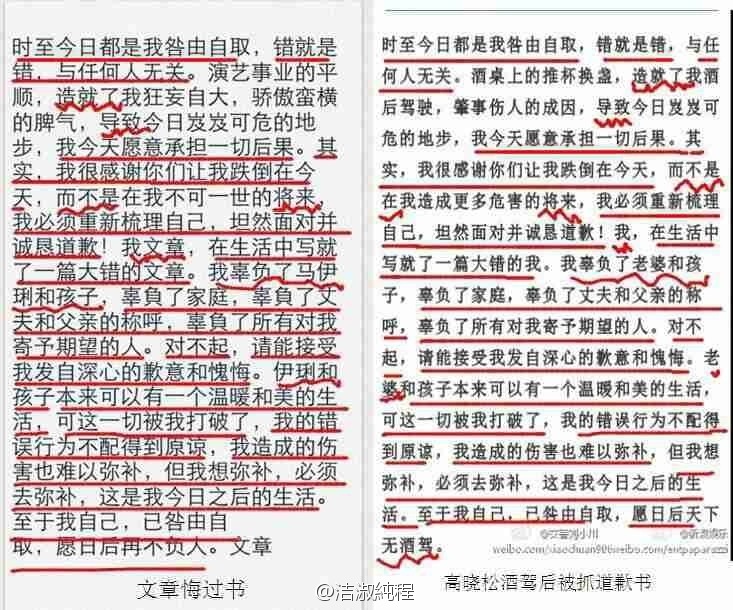 时至今日都是我咎由自取，错就是
错，与任何人无关。演艺事业的平
顺，造就了我狂妄自大，骄傲蛮横
的脾气，导致今日岌岌可危的地
步，我今天愿意承担一切后果。其
实，我很感谢你们让我跌倒在今
天，而不是在我不可一世的将来，
我必须重新梳理自己，坦然面对并
诚恳道歉！我文章，在生活中写就
了一篇大错的文章。我辜负了马伊
琍和孩子，辜負了家庭，辜負了丈
夫和父亲的称呼，辜負了所有对我
寄予期望的人。对不起，请能接受
我发自深心的歉意和愧悔。伊琍和
孩子本来可以有一个温暖和美的生
活，可这一切被我打破了，我的错
误行为不配得到原谅，我造成的伤
害也难以弥补，但我想弥补，必须
去弥补，这是我今日之后的生活。
至于我自己，已咎由自
取，愿日后再不负人。文章
文章悔过书
时至今日都是我咎由自取，错就是错，与任
何人无关。酒桌上的推杯换盏，造就了我酒
后驾驶，肇事伤人的成因，导致今日岌岌可
危的地步，我今天愿意承担一切后果。其
实，我很感谢你们让我跌倒在今天，而不是
在我造成更多危害的将来，我必须重新梳理
自己，坦然面对并诚恳道歉！我，在生活中
写就了一篇大错的我。我辜负了老婆和孩
子，辜负了家庭，辜负了丈夫和父亲的称
呼，辜负了所有对我寄予期望的人。对不
起，请能接受我发自深心的歉意和愧悔。老
婆和孩子本来可以有一个温暖和美的生活，
可这一切被我打破了，我的错误行为不配得
到原谅，我造成的伤害也难以弥补，但我想
弥补，必须去弥补，这是我今日之后的生
活。至于我自己，已咎由自取，愿日后天下
无酒驾。
高晓松酒驾后被抓道歉书
@洁淑純程